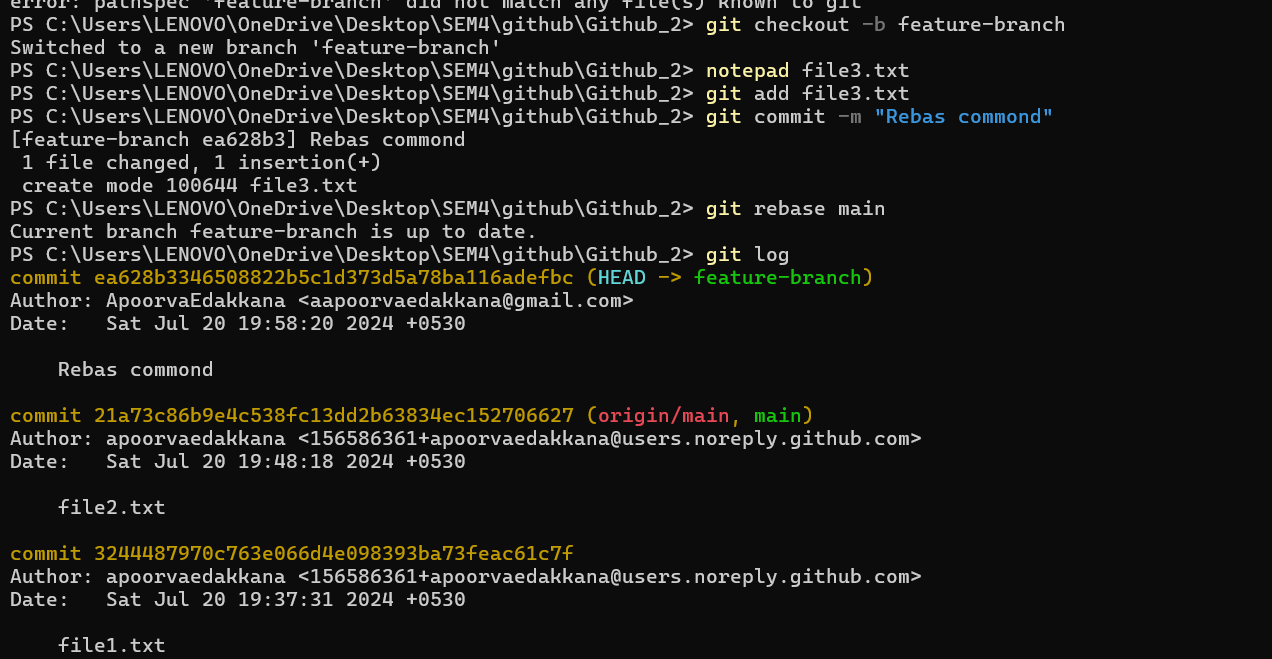 error: pathspec 'feature-branch' did not match any file(s) known to git
PS C:\Users\LENOVO\OneDrive\Desktop\SEM4\github\Github_2> git checkout -b feature-branch
Switched to a new branch 'feature-branch'
PS C:\Users\LENOVO\OneDrive\Desktop\SEM4\github\Github_2> notepad file3.txt
PS C:\Users\LENOVO\OneDrive\Desktop\SEM4\github\Github_2> git add file3.txt
PS C:\Users\LENOVO\OneDrive\Desktop\SEM4\github\Github_2> git commit -m "Rebas commond"
[feature-branch ea628b3] Rebas commond
 1 file changed, 1 insertion(+)
 create mode 100644 file3.txt
PS C:\Users\LENOVO\OneDrive\Desktop\SEM4\github\Github_2> git rebase main
Current branch feature-branch is up to date.
PS C:\Users\LENOVO\OneDrive\Desktop\SEM4\github\Github_2> git log
commit ea628b3346508822b5c1d373d5a78ba116adefbc (HEAD -> feature-branch)
Author: ApoorvaEdakkana <aapoorvaedakkana@gmail.com>
Date:   Sat Jul 20 19:58:20 2024 +0530
    Rebas commond
commit 21a73c86b9e4c538fc13dd2b63834ec152706627 (origin/main, main)
Author: apoorvaedakkana <156586361+apoorvaedakkana@users.noreply.github.com>
Date:   Sat Jul 20 19:48:18 2024 +0530
    file2.txt
commit 3244487970c763e066d4e098393ba73feac61c7f
Author: apoorvaedakkana <156586361+apoorvaedakkana@users.noreply.github.com>
Date:   Sat Jul 20 19:37:31 2024 +0530
    file1.txt